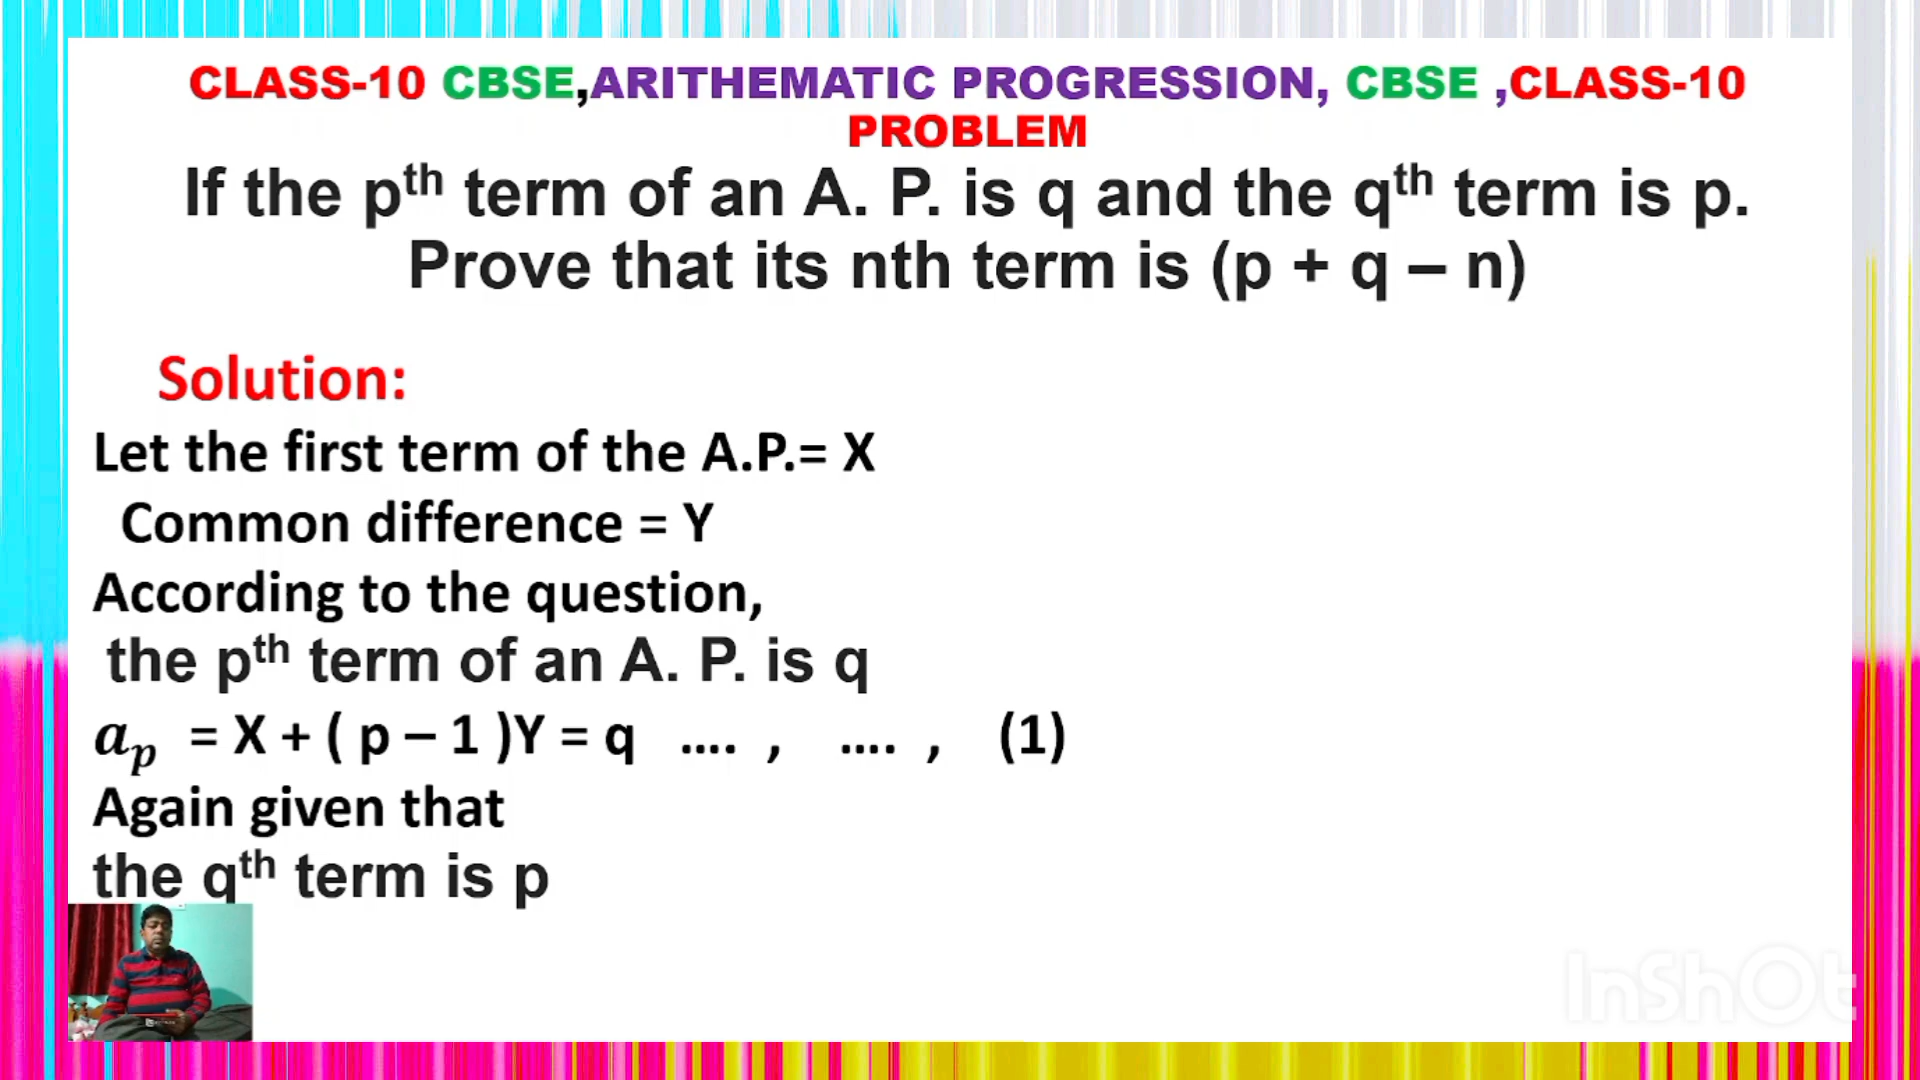 CLASS-10 CBSE,ARITHEMATIC PROGRESSION, CBSE ,CLASS-10
PROBLEM
If the pth term of an A. P. is q and the qth term is p.
Prove that its nth term is (p + q – n)
Solution:
Let the first term of the A.P.= X
Common difference = Y
According to the question,
the pth term of an A. P. is q
ap = X + ( p – 1 )Y = q .... , .... , (1)
Again given that
the qth term is p
InShOt